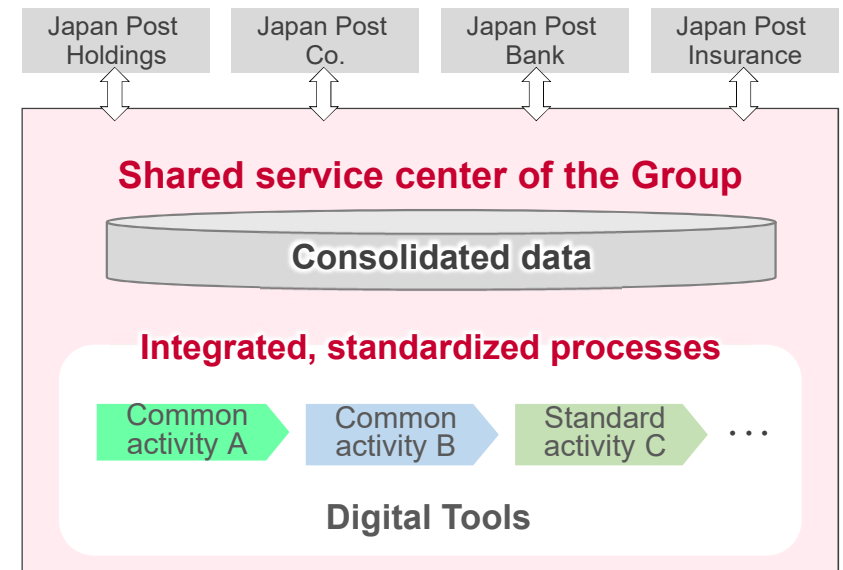 Japan Post
Holdings
Japan Post
Co.
Japan Post
Bank
Japan Post
Insurance
Shared service center of the Group
Consolidated data
Integrated, standardized processes
Common
activity A
Common
activity B
Standard
activity C
...
Digital Tools